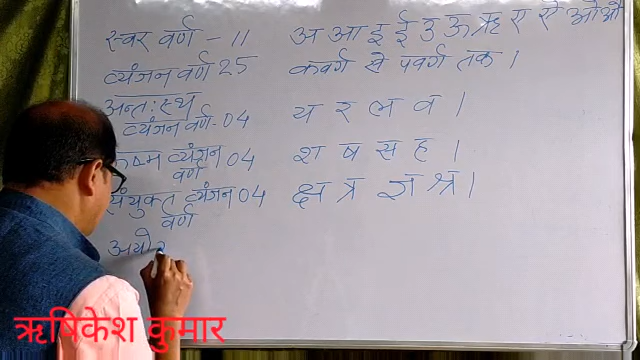 स्वर वर्ण - 11 अ आ इ ई उ ऊ ऋ ए ऐ ओ औ
व्यंजन वर्ण 25 कवर्ग से पवर्ग तक ।
अन्त:स्थ
व्यंजन वर्ण - 04 य र ल व ।
ऊष्म व्यंजन
वर्ण 04 श ष स ह ।
संयुक्त व्यंजन 04 क्ष त्र ज्ञ श्र ।
वर्ण
अयो
ऋषिकेश कुमार